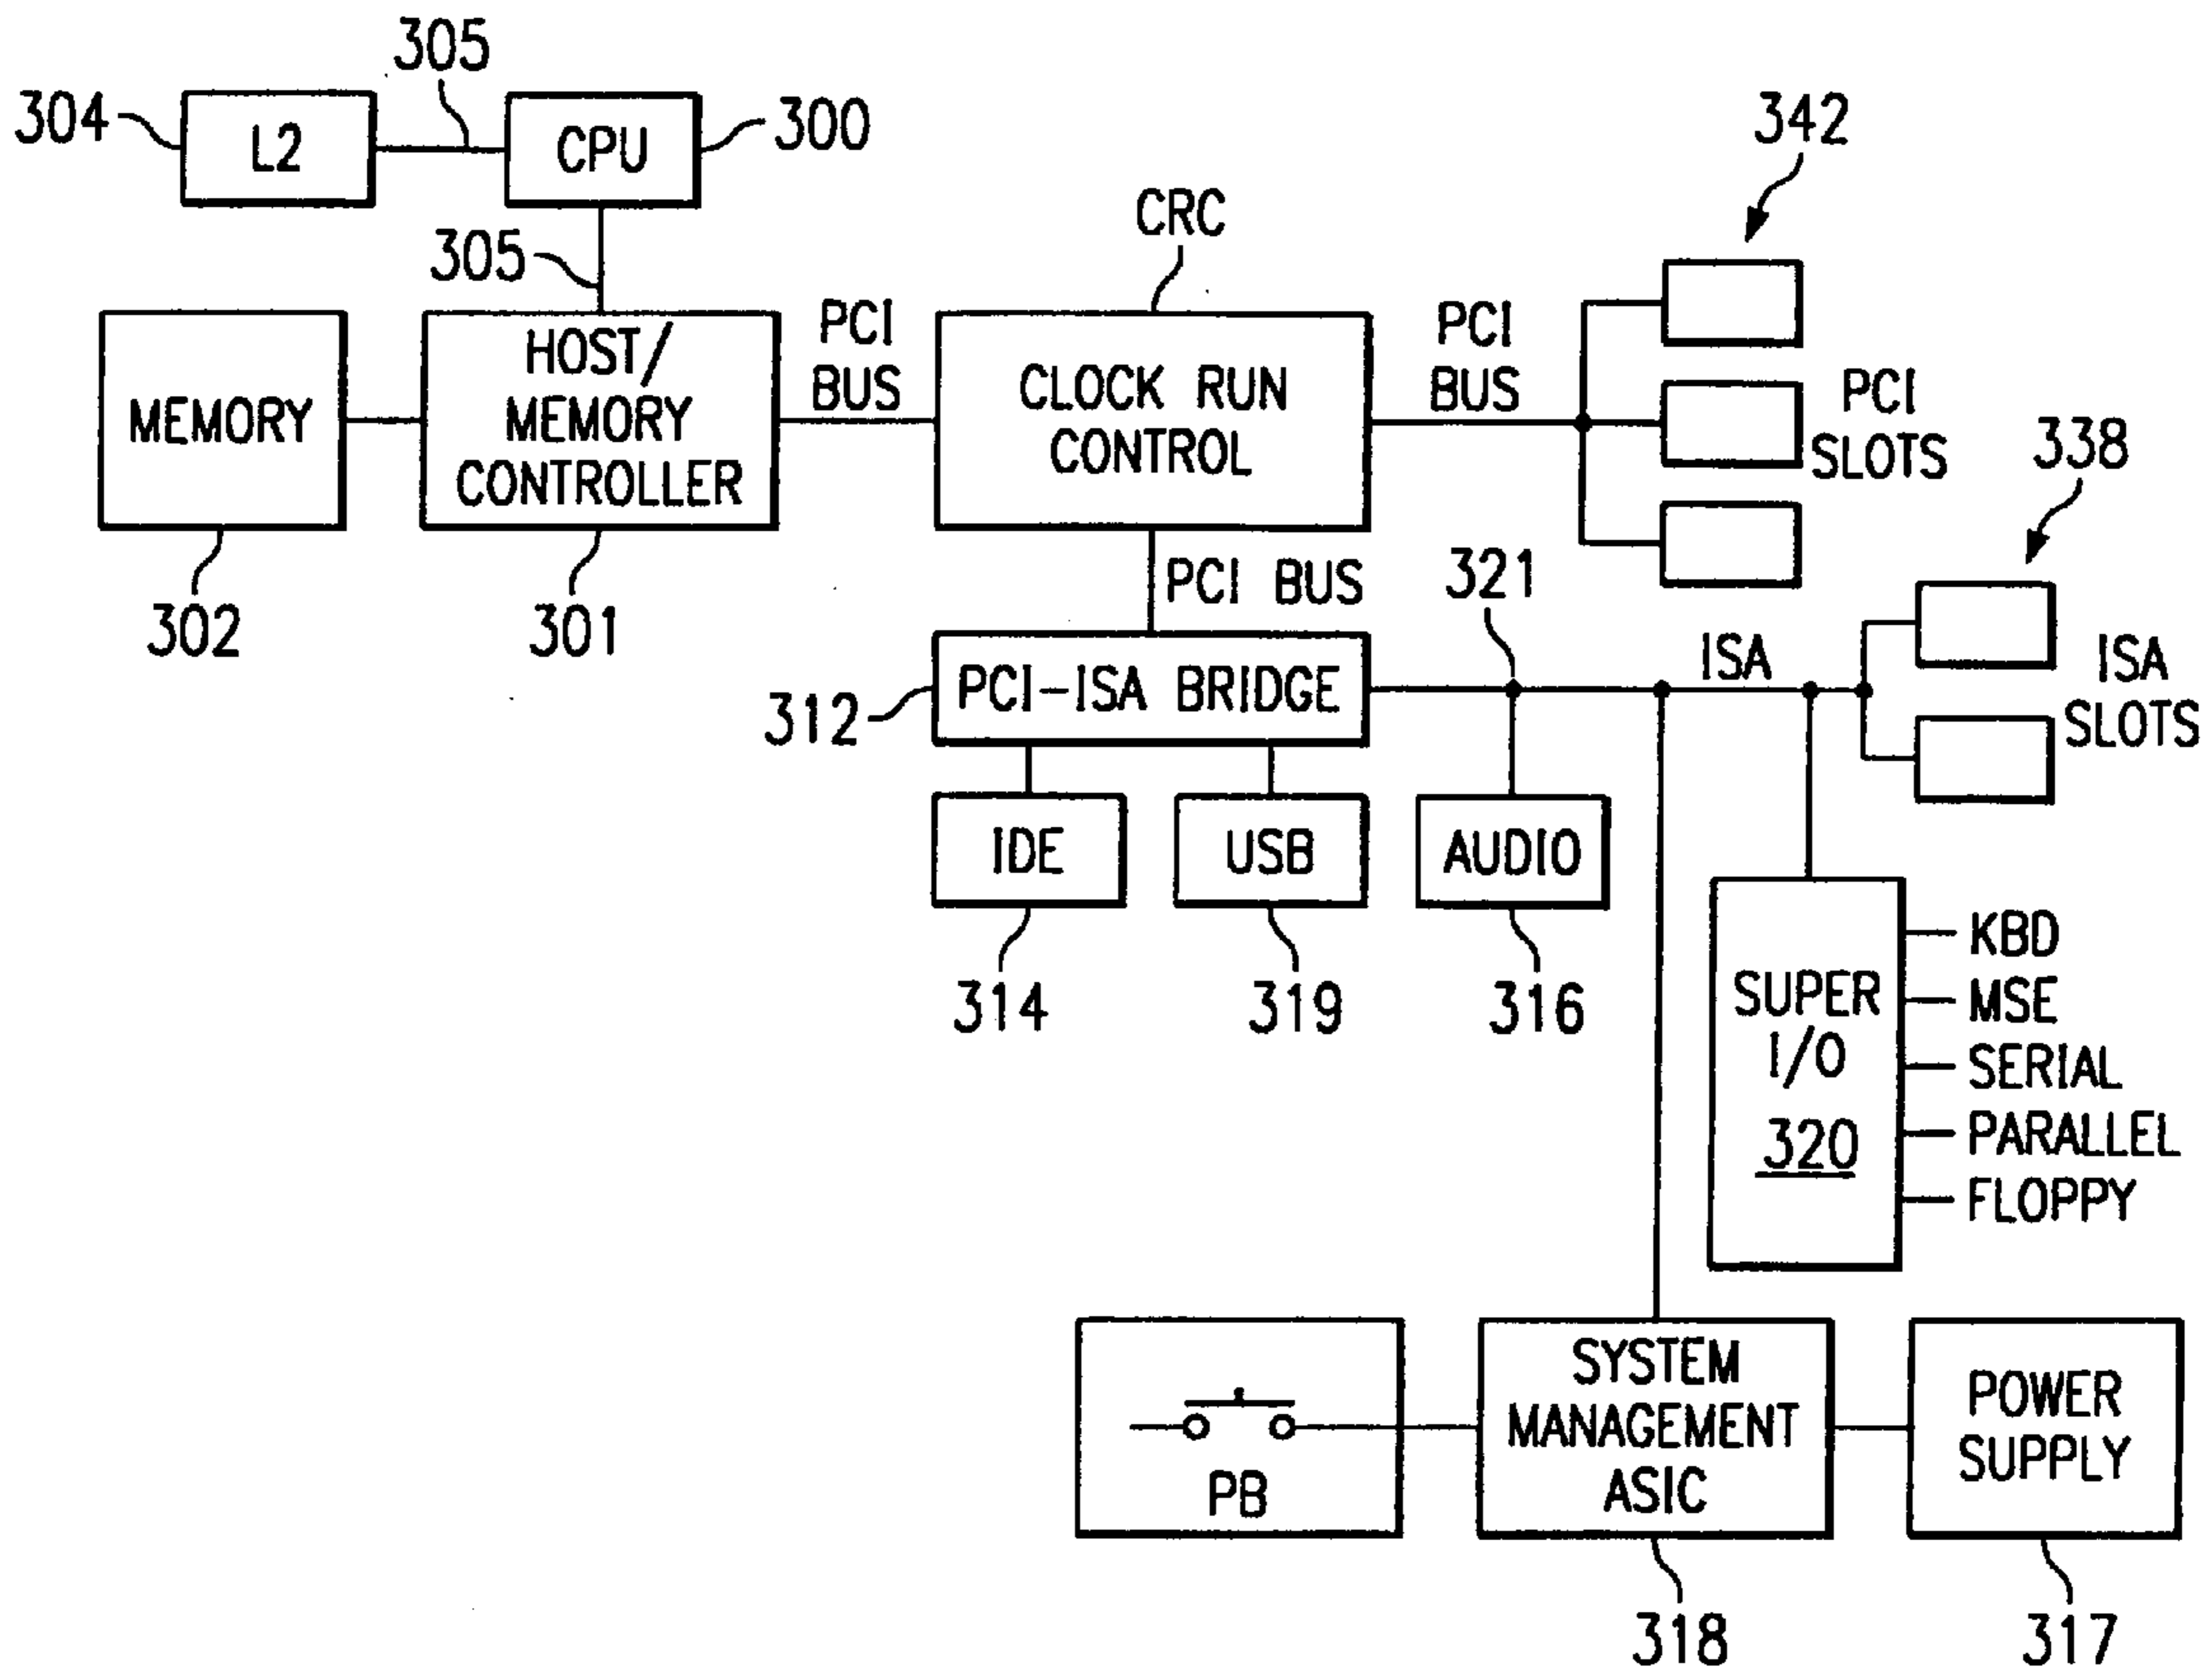 305
304
L2
CPU
300
342
CRC
305
HOST/
MEMORY
CONTROLLER
MEMORY
PCI
BUS
CLOCK RUN
CONTROL
PCI
BUS
PCI
SLOTS
338
302
301
PCI BUS
321
ISA
ISA
SLOTS
312
PCI-ISA BRIDGE
IDE
USB
AUDIO
314
319
316
SUPER
I/O
320
KBD
MSE
SERIAL
PARALLEL
FLOPPY
PB
SYSTEM
MANAGEMENT
ASIC
POWER
SUPPLY
318
317